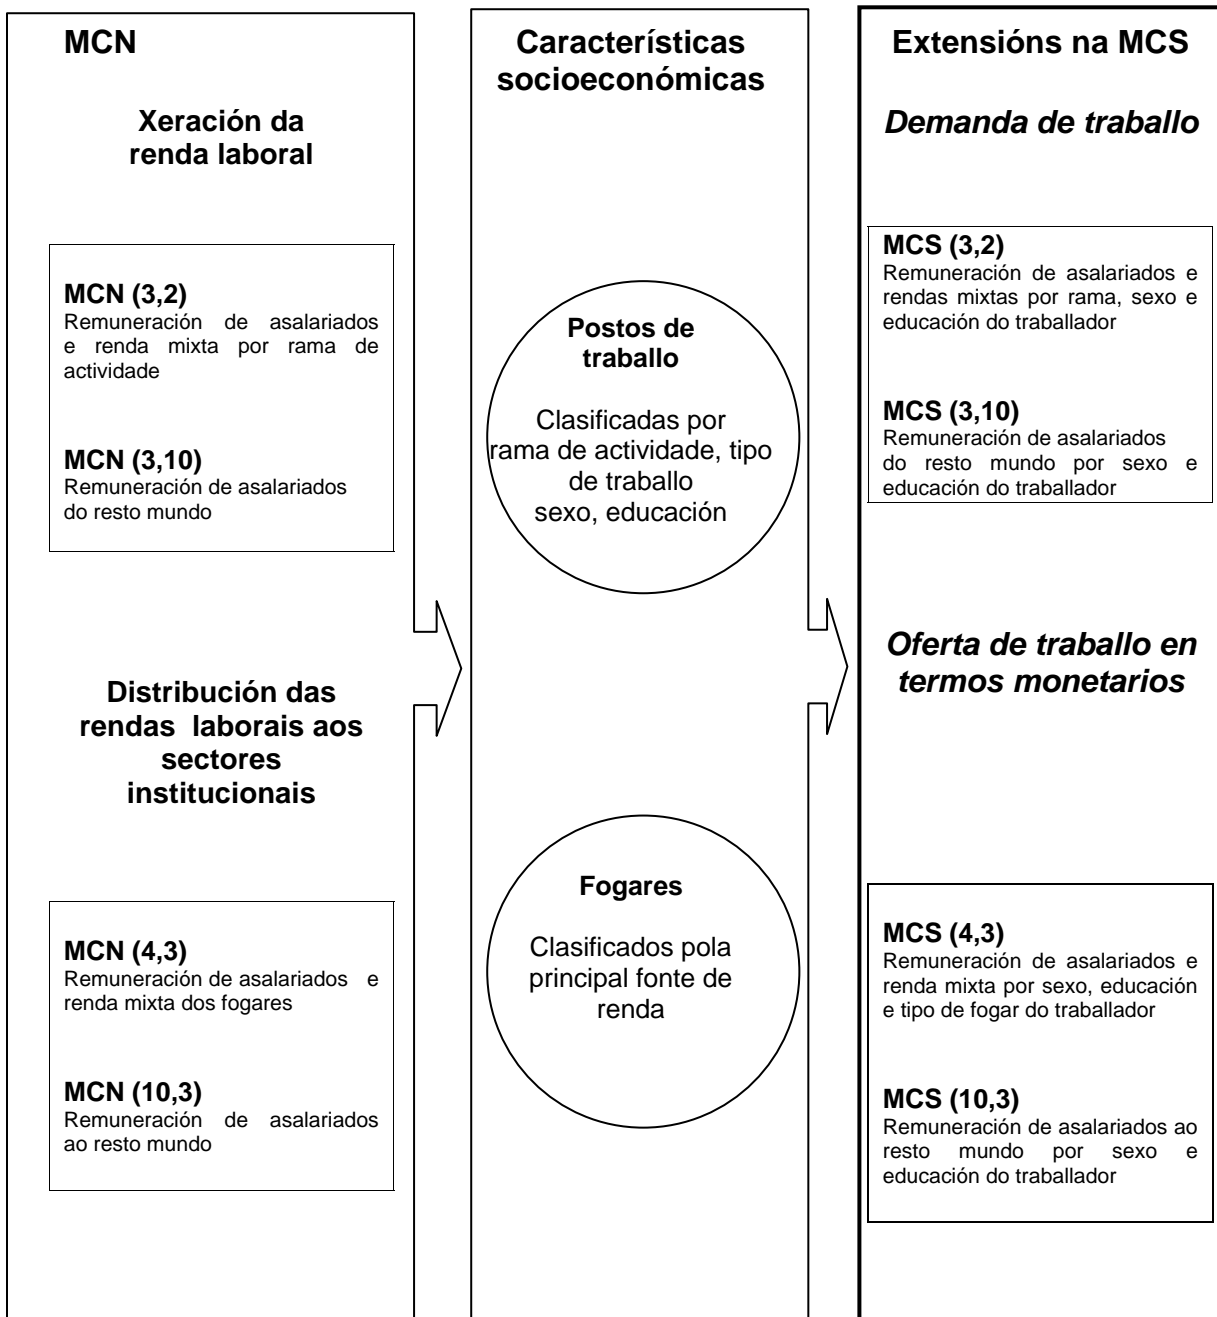 MCN
Xeración da
renda laboral
MCN (3,2)
Remuneración de asalariados
e renda mixta por rama de
actividade
MCN (3,10)
Remuneración de asalariados
do resto mundo
Distribución das
rendas laborais aos
sectores
institucionais
MCN (4,3)
Remuneración de asalariados e
renda mixta dos fogares
MCN (10,3)
Remuneración de asalariados
ao resto mundo
Característísticas
socioeconómicas
Postos de
traballo
Clasificadas por
rama de actividade, tipo
de traballo
sexo, educación
Fogares
Clasificados pola
principal fonte de
renda
Extensións na MCS
Demanda de traballo
MCS (3,2)
Remuneración de asalariados e
rendas mixtas por rama, sexo e
educación do traballador
MCS (3,10)
Remuneración de asalariados
do resto mundo por sexo e
educación do traballador
Oferta de traballo en
termos monetarios
MCS (4,3)
Remuneración de asalariados e
renda mixta por sexo, educación
e tipo de fogar do traballador
MCS (10,3)
Remuneración de asalariados ao
resto mundo por sexo e
educación do traballador